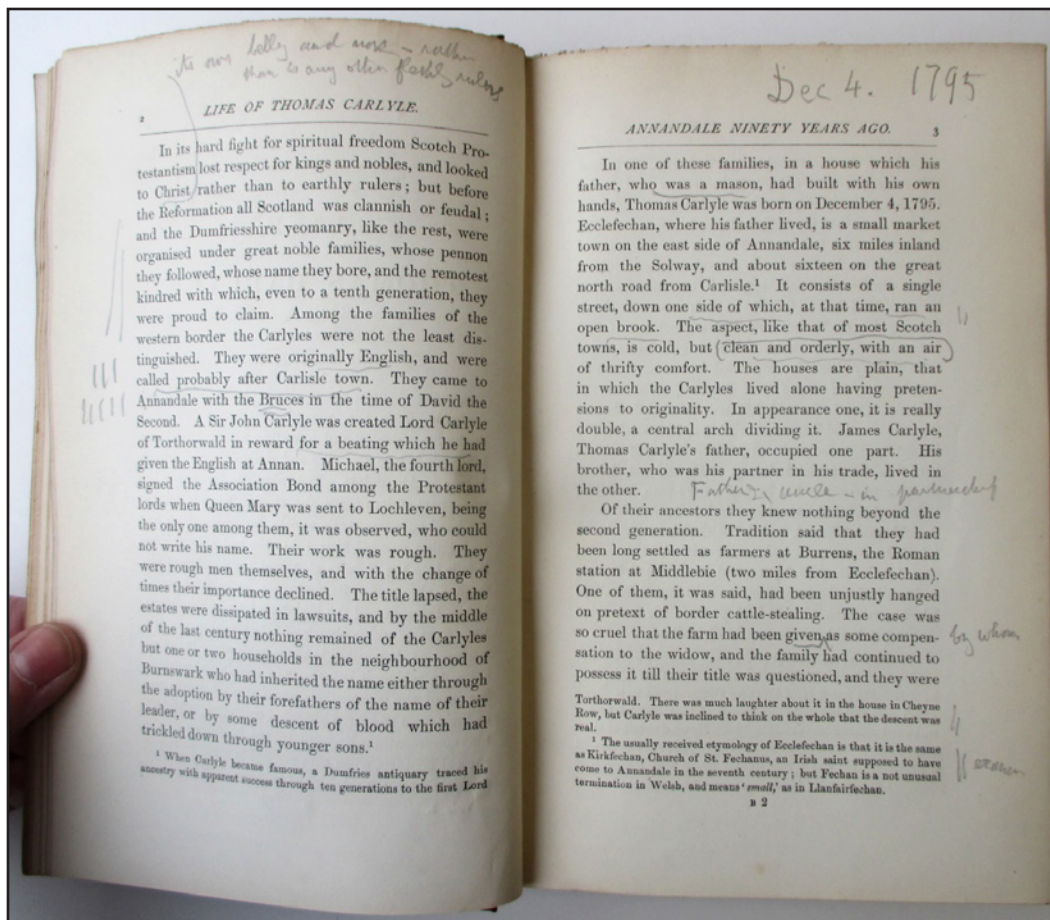 its own belly and nose – rather
than to any other fleshly rulers
2 LIFE OF THOMAS CARLYLE.
In its hard fight for spiritual freedom Scotch Pro-
testantism lost respect for kings and nobles, and looked
to Christ rather than to earthly rulers; but before
the Reformation all Scotland was clannish or feudal;
and the Dumfriesshire yeomanry, like the rest, were
organised under great noble families, whose pennon
they followed, whose name they bore, and the remotest
kindred with which, even to a tenth generation, they
were proud to claim. Among the families of the
western border the Carlyles were not the least dis-
tinguished. They were originally English, and were
called probably after Carlisle town. They came to
Annandale with the Bruces in the time of David the
Second. A Sir John Carlyle was created Lord Carlyle
of Torthorwald in reward for a beating which he had
given the English at Annan. Michael, the fourth lord,
signed the Association Bond among the Protestant
lords when Queen Mary was sent to Lochleven, being
the only one among them, it was observed, who could
not write his name. Their work was rough. They
were rough men themselves, and with the change of
times their importance declined. The title lapsed, the
estates were dissipated in lawsuits, and by the middle
of the last century nothing remained of the Carlyles
but one or two households in the neighbourhood of
Burnswark who had inherited the name either through
the adoption by their forefathers of the name of their
leader, or by some descent of blood which had
trickled down through younger sons.¹
¹ When Carlyle became famous, a Dumfries antiquary traced his
ancestry with apparent success through ten generations to the first Lord
Dec 4. 1795
ANNANDALE NINETY YEARS AGO. 3
In one of these families, in a house which his
father, who was a mason, had built with his own
hands, Thomas Carlyle was born on December 4, 1795.
Ecclefechan, where his father lived, is a small market
town on the east side of Annandale, six miles inland
from the Solway, and about sixteen on the great
north road from Carlisle.¹ It consists of a single
street, down one side of which, at that time, ran an
open brook. The aspect, like that of most Scotch
towns, is cold, but clean and orderly, with an air
of thrifty comfort. The houses are plain, that
in which the Carlyles lived alone having preten-
sions to originality. In appearance one, it is really
double, a central arch dividing it. James Carlyle,
Thomas Carlyle's father, occupied one part. His
brother, who was his partner in his trade, lived in
the other. Father & uncle – in partnership
Of their ancestors they knew nothing beyond the
second generation. Tradition said that they had
been long settled as farmers at Burrens, the Roman
station at Middlebie (two miles from Ecclefechan).
One of them, it was said, had been unjustly hanged
on pretext of border cattle-stealing. The case was
so cruel that the farm had been given as some compen- by whom
sation to the widow, and the family had continued to
possess it till their title was questioned, and they were
Torthorwald. There was much laughter about it in the house in Cheyne
Row, but Carlyle was inclined to think on the whole that the descent was
real.
¹ The usually received etymology of Ecclefechan is that it is the same
as Kirkfechan, Church of St. Fechanus, an Irish saint supposed to have
come to Annandale in the seventh century; but Fechan is a not unusual
termination in Welsh, and means 'small,' as in Llanfairfechan.
B 2